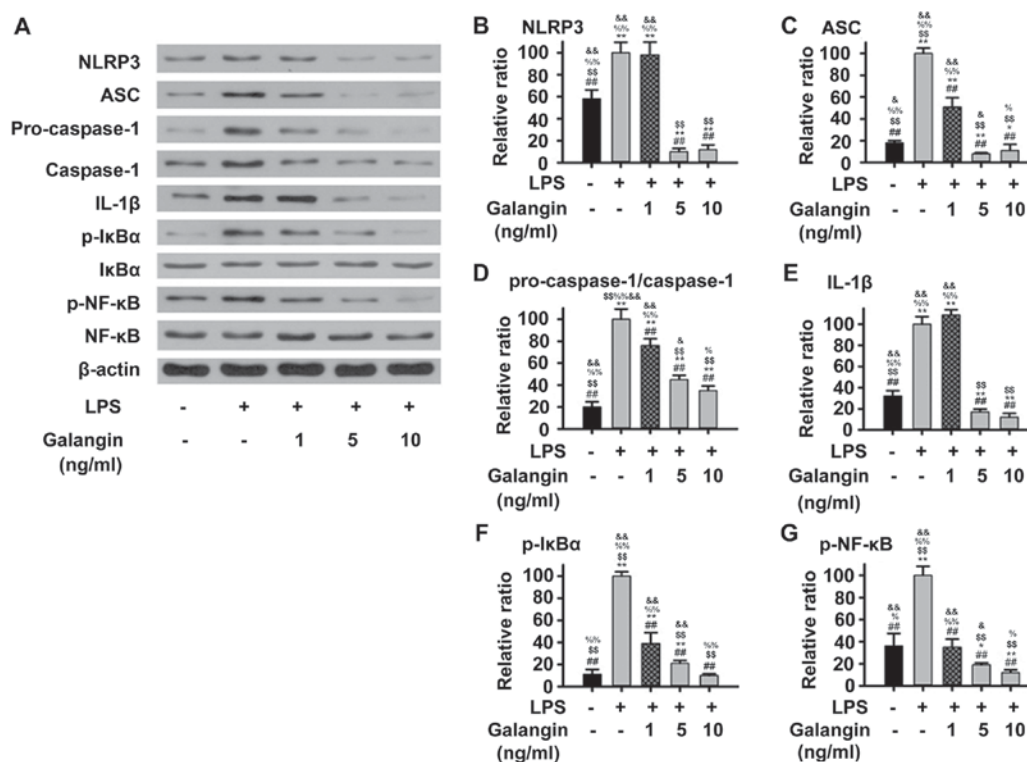 A
NLRP3
ASC
Pro-caspase-1
Caspase-1
IL-1β
p-IκBα
IκBα
p-NF-κB
NF-κB
β-actin
LPS - + + + +
Galangin - - 1 5 10
(ng/ml)
B NLRP3
Relative ratio
100
80
60
40
20
0
&& %% $$ ##
&& %% **
&& %% **
$$ ** ##
$$ ** ##
LPS - + + + +
Galangin - - 1 5 10
(ng/ml)
C ASC
Relative ratio
100
80
60
40
20
0
& %% $$ ##
&& %% $$ **
&& %% ** ##
& $$ ** ##
% $$ * ##
LPS - + + + +
Galangin - - 1 5 10
(ng/ml)
D pro-caspase-1/caspase-1
Relative ratio
100
80
60
40
20
0
&& %% $$ ##
$$%%&& **
&& %% ** ##
& $$ ** ##
% $$ ** ##
LPS - + + + +
Galangin - - 1 5 10
(ng/ml)
E IL-1β
Relative ratio
100
80
60
40
20
0
&& %% $$ ##
&& %% **
&& %% **
$$ ** ##
$$ ** ##
LPS - + + + +
Galangin - - 1 5 10
(ng/ml)
F p-IκBα
Relative ratio
100
80
60
40
20
0
%% $$ ##
&& %% $$ **
&& %% ** ##
&& $$ ** ##
%% $$ ##
LPS - + + + +
Galangin - - 1 5 10
(ng/ml)
G p-NF-κB
Relative ratio
100
80
60
40
20
0
&& % ##
&& %% $$ **
&& %% ##
& $$ * ##
% $$ ** ##
LPS - + + + +
Galangin - - 1 5 10
(ng/ml)